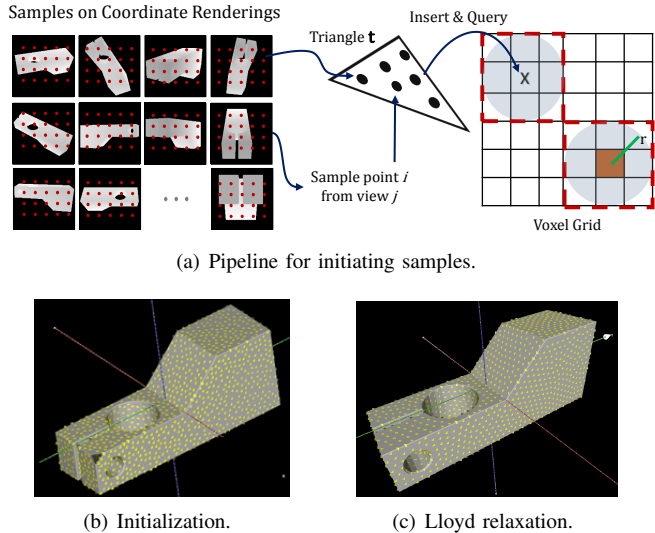 Samples on Coordinate Renderings
Triangle t
Insert & Query
X
r
Sample point i
from view j
Voxel Grid
(a) Pipeline for initiating samples.
(b) Initialization.
(c) Lloyd relaxation.